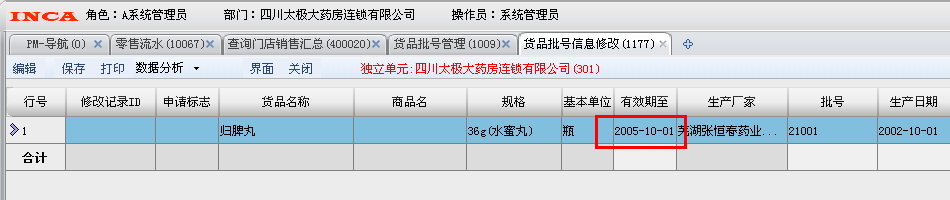 INCA 角色：A系统管理员 部门：四川太极大药房连锁有限公司 操作员：系统管理员
PM-导航(0) 零售流水(10067) 查询门店销售汇总(400020) 货品批号管理(1009) 货品批号信息修改(1177)
编辑 保存 打印 数据分析 界面 关闭 独立单元:四川太极大药房连锁有限公司(301)
行号 修改记录ID 申请标志 货品名称 商品名 规格 基本单位 有效期至 生产厂家 批号 生产日期
1 归脾丸 36g(水蜜丸) 瓶 2005-10-01 芜湖张恒春药业... 21001 2002-10-01
合计